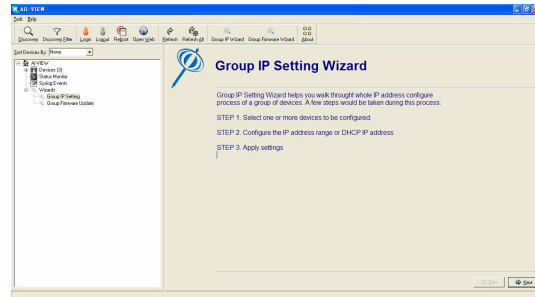 AII-VIEW
Task Help
Discovery Discovery Filter Login Logout Reboot Open Web Refresh Refresh All Group IP Wizard Group Firmware Wizard About
Sort Devices By: None
AI-VIEW
Devices (3)
Status Monitor
Syslog Events
Wizards
Group IP Setting
Group Firmware Update
Group IP Setting Wizard
Group IP Setting Wizard helps you walk throught whole IP address configure
process of a group of devices. A few steps would be taken during this process:
STEP 1. Select one or more devices to be configured.
STEP 2. Configure the IP address range or DHCP IP address
STEP 3. Apply settings
Prev Next